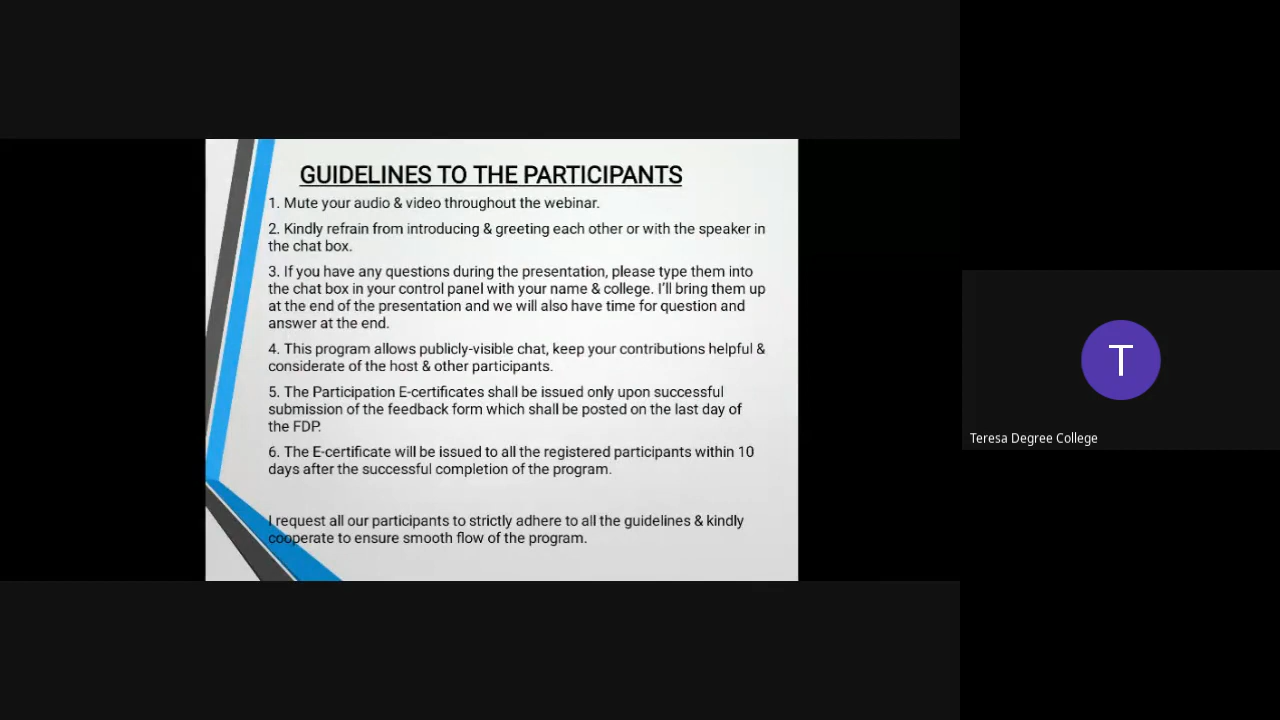 GUIDELINES TO THE PARTICIPANTS
1. Mute your audio & video throughout the webinar.
2. Kindly refrain from introducing & greeting each other or with the speaker in
the chat box.
3. If you have any questions during the presentation, please type them into
the chat box in your control panel with your name & college. I'll bring them up
at the end of the presentation and we will also have time for question and
answer at the end.
4. This program allows publicly-visible chat, keep your contributions helpful &
considerate of the host & other participants.
5. The Participation E-certificates shall be issued only upon successful
submission of the feedback form which shall be posted on the last day of
the FDP.
6. The E-certificate will be issued to all the registered participants within 10
days after the successful completion of the program.
I request all our participants to strictly adhere to all the guidelines & kindly
cooperate to ensure smooth flow of the program.
T
Teresa Degree College